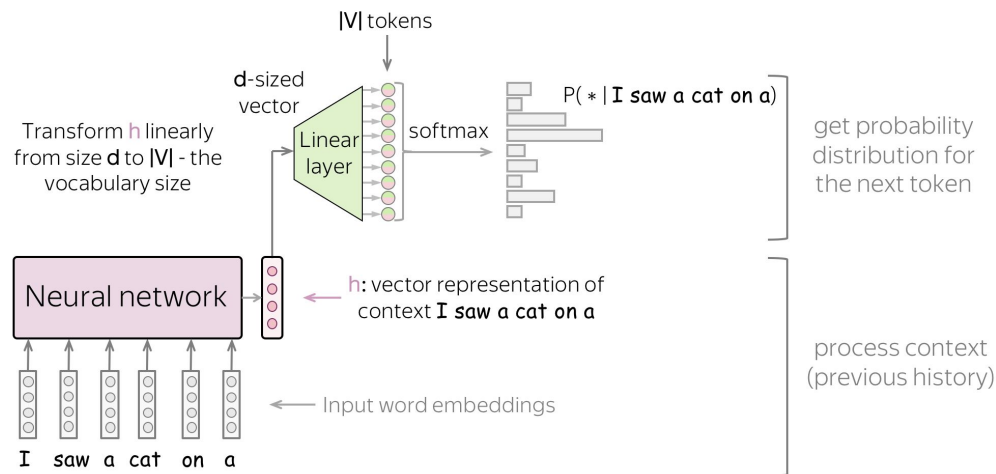 |V| tokens
d-sized
vector
Transform h linearly
from size d to |V| - the
vocabulary size
Linear
layer
softmax
P( * | I saw a cat on a)
get probability
distribution for
the next token
Neural network
h: vector representation of
context I saw a cat on a
process context
(previous history)
Input word embeddings
I saw a cat on a